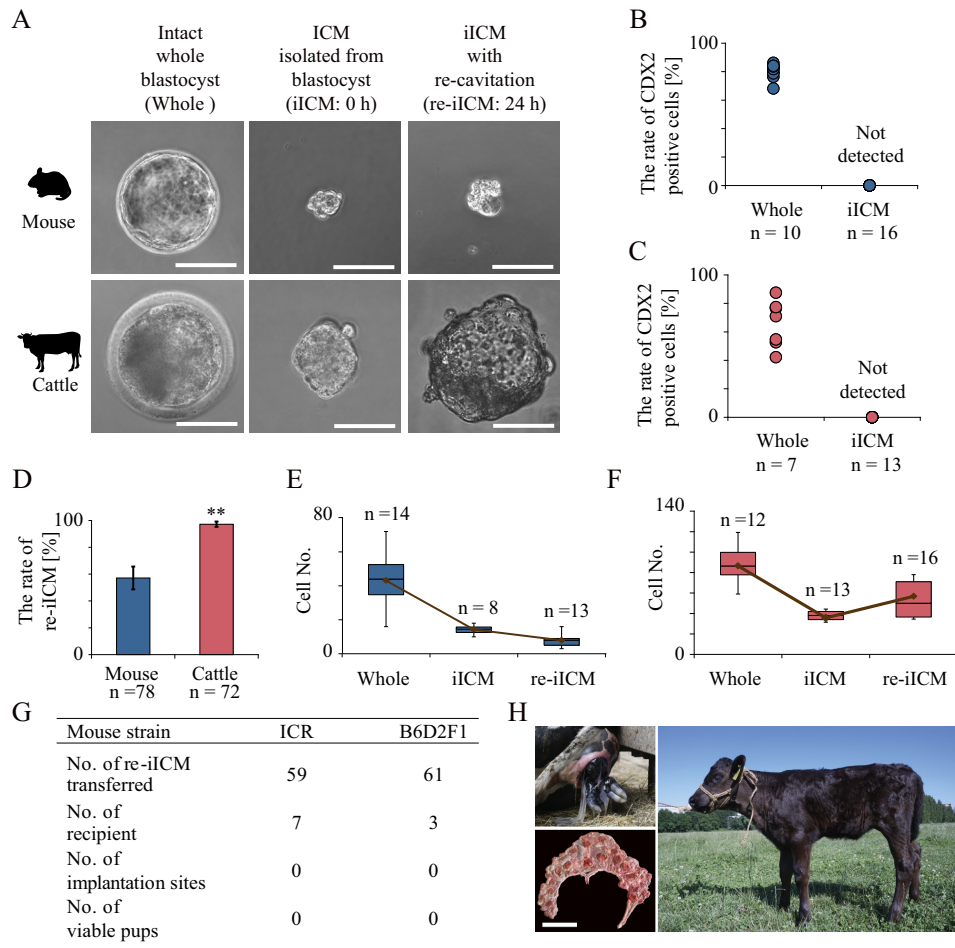 A
Intact
whole
blastocyst
(Whole )
ICM
isolated from
blastocyst
(iICM: 0 h)
iICM
with
re-cavitation
(re-iICM: 24 h)
Mouse
Cattle
B
The rate of CDX2
positive cells [%]
100
0
Not
detected
Whole
n = 10
iICM
n = 16
C
The rate of CDX2
positive cells [%]
100
0
Not
detected
Whole
n = 7
iICM
n = 13
D
The rate of
re-iICM [%]
100
0
**
Mouse
n =78
Cattle
n = 72
E
Cell No.
80
0
n =14
n = 8
n =13
Whole
iICM
re-iICM
F
Cell No.
140
0
n =12
n =13
n =16
Whole
iICM
re-iICM
G
Mouse strain ICR B6D2F1
No. of re-iICM
transferred 59 61
No. of
recipient 7 3
No. of
implantation sites 0 0
No. of
viable pups 0 0
H